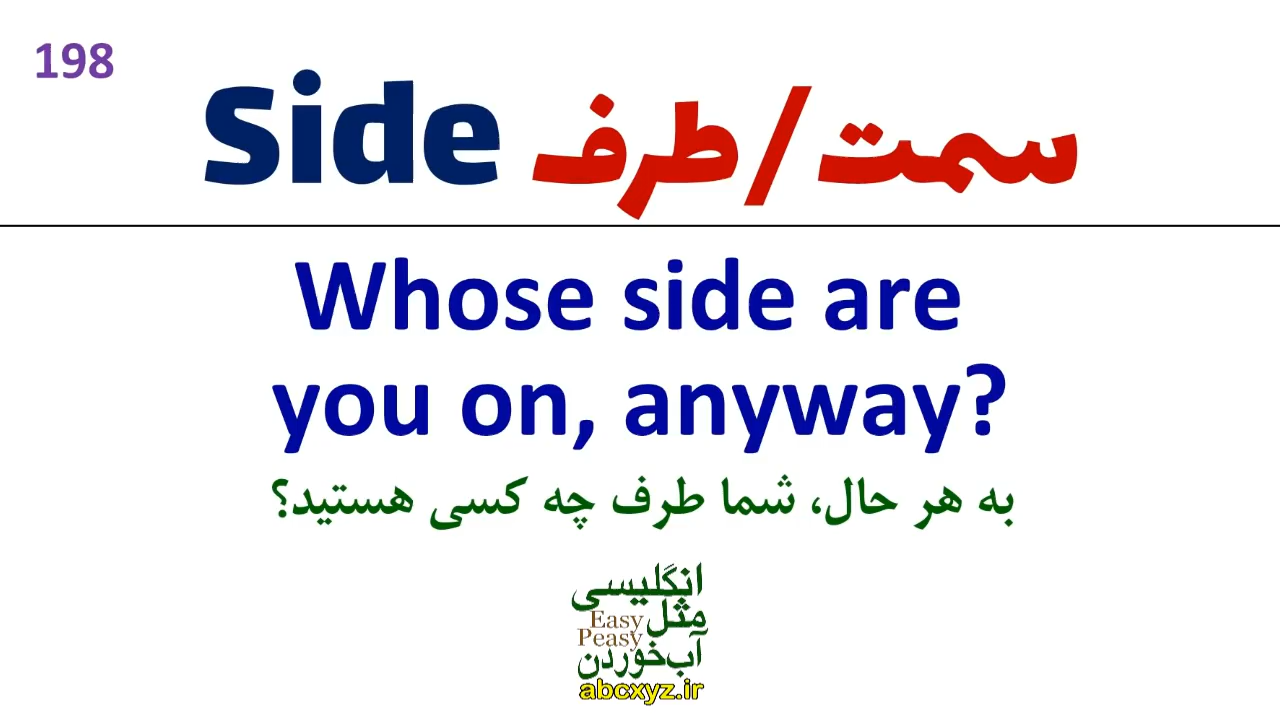 198
Side سمت/طرف
Whose side are
you on, anyway?
به هر حال، شما طرف چه کسی هستید؟
انگلیسی
مثل Easy
Peasy
آب‌خوردن
abcxyz.ir